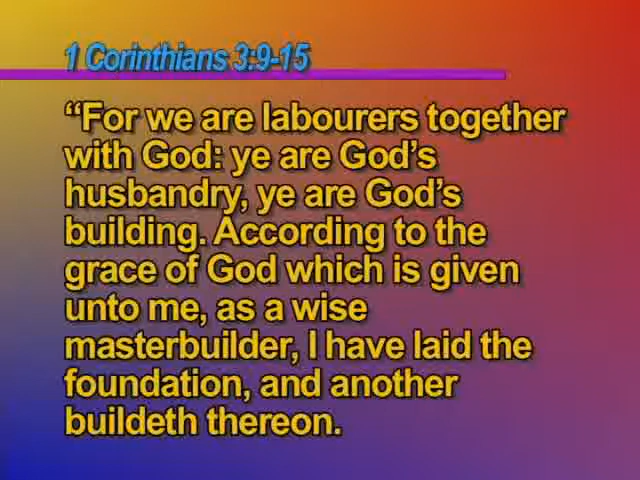 1 Corinthians 3:9-15
“For we are labourers together
with God: ye are God’s
husbandry, ye are God’s
building. According to the
grace of God which is given
unto me, as a wise
masterbuilder, I have laid the
foundation, and another
buildeth thereon.